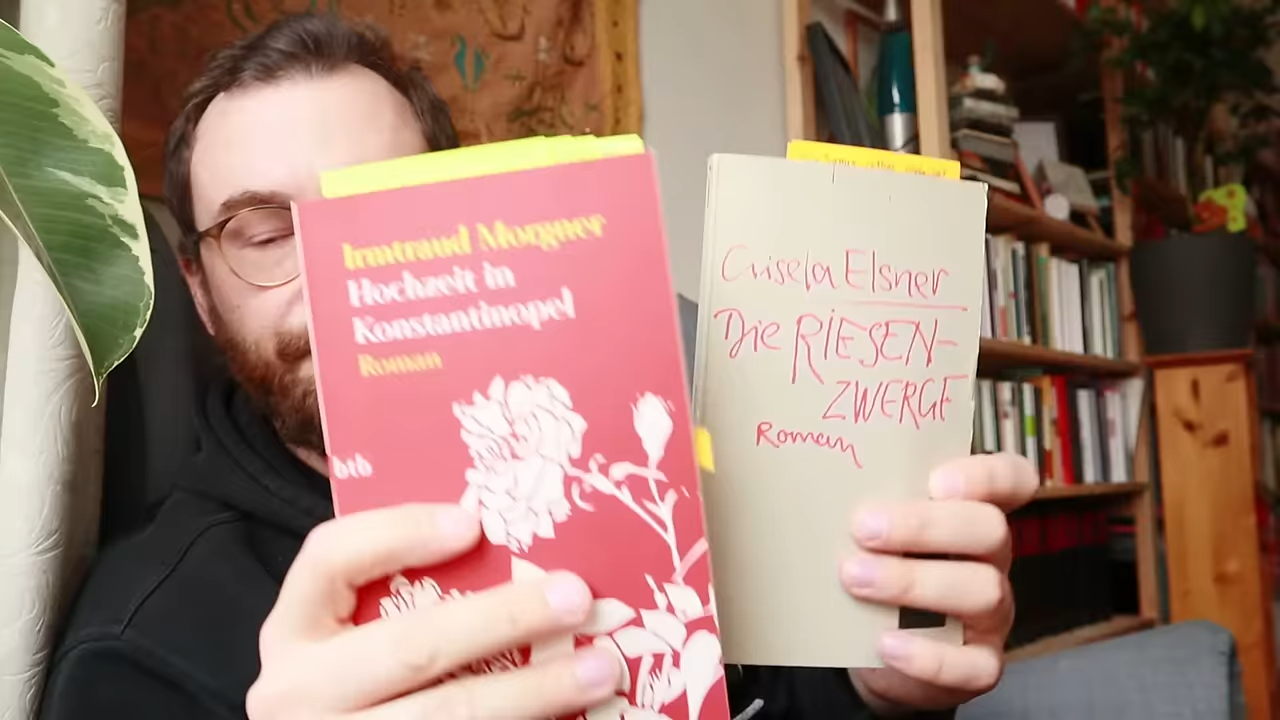 Irmtraud Morgner
Hochzeit in
Konstantinopel
Roman
btb
Gisela Elsner
Die RIESEN-
ZWERGE
Roman